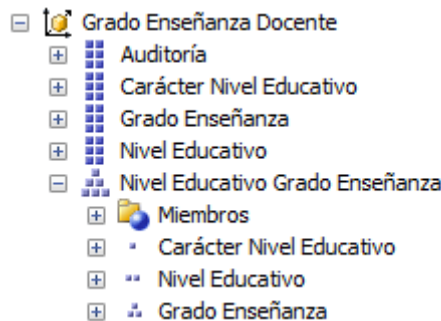 Grado Enseñanza Docente
Auditoría
Carácter Nivel Educativo
Grado Enseñanza
Nivel Educativo
Nivel Educativo Grado Enseñanza
Miembros
Carácter Nivel Educativo
Nivel Educativo
Grado Enseñanza